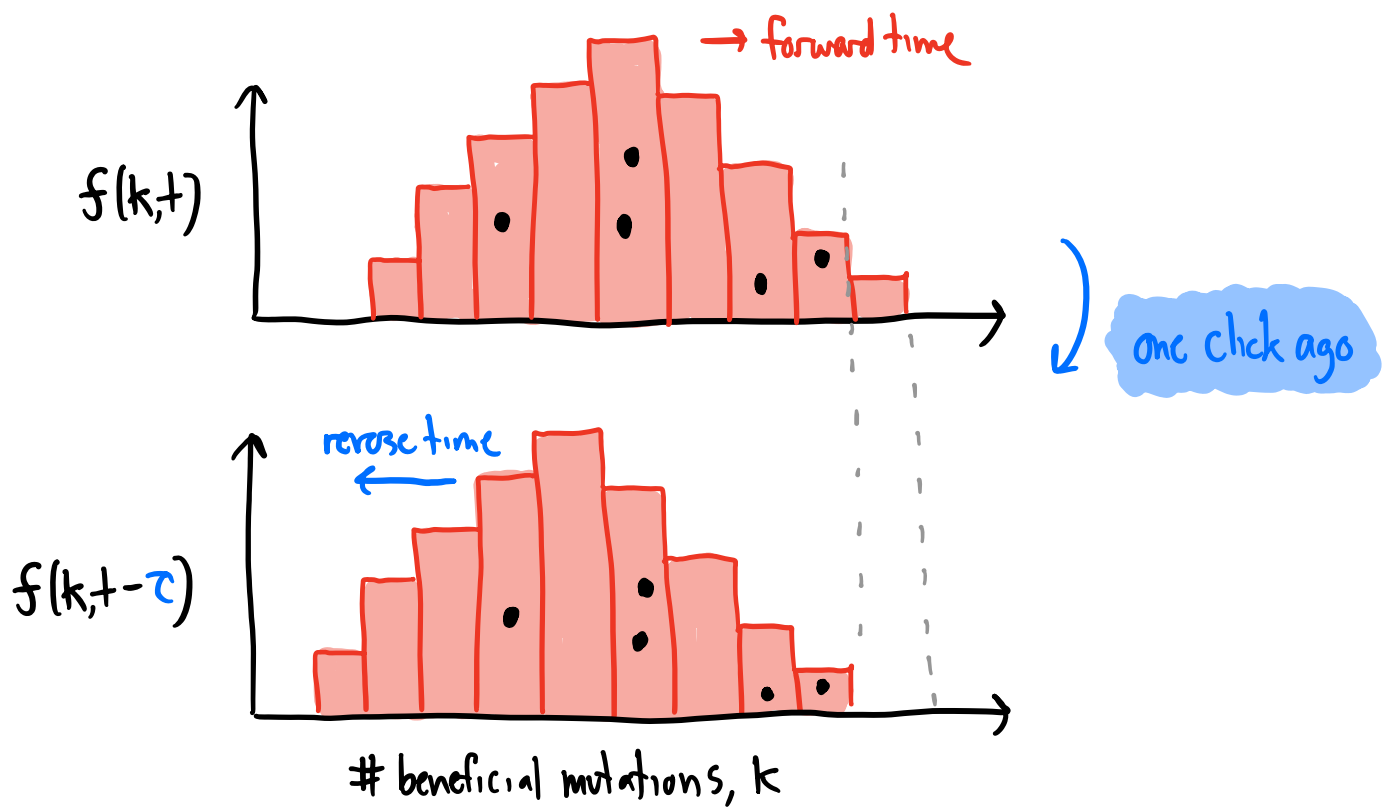 → forward time
f(k,t)
one click ago
reverse time
←
f(k,t-τ)
# beneficial mutations, k